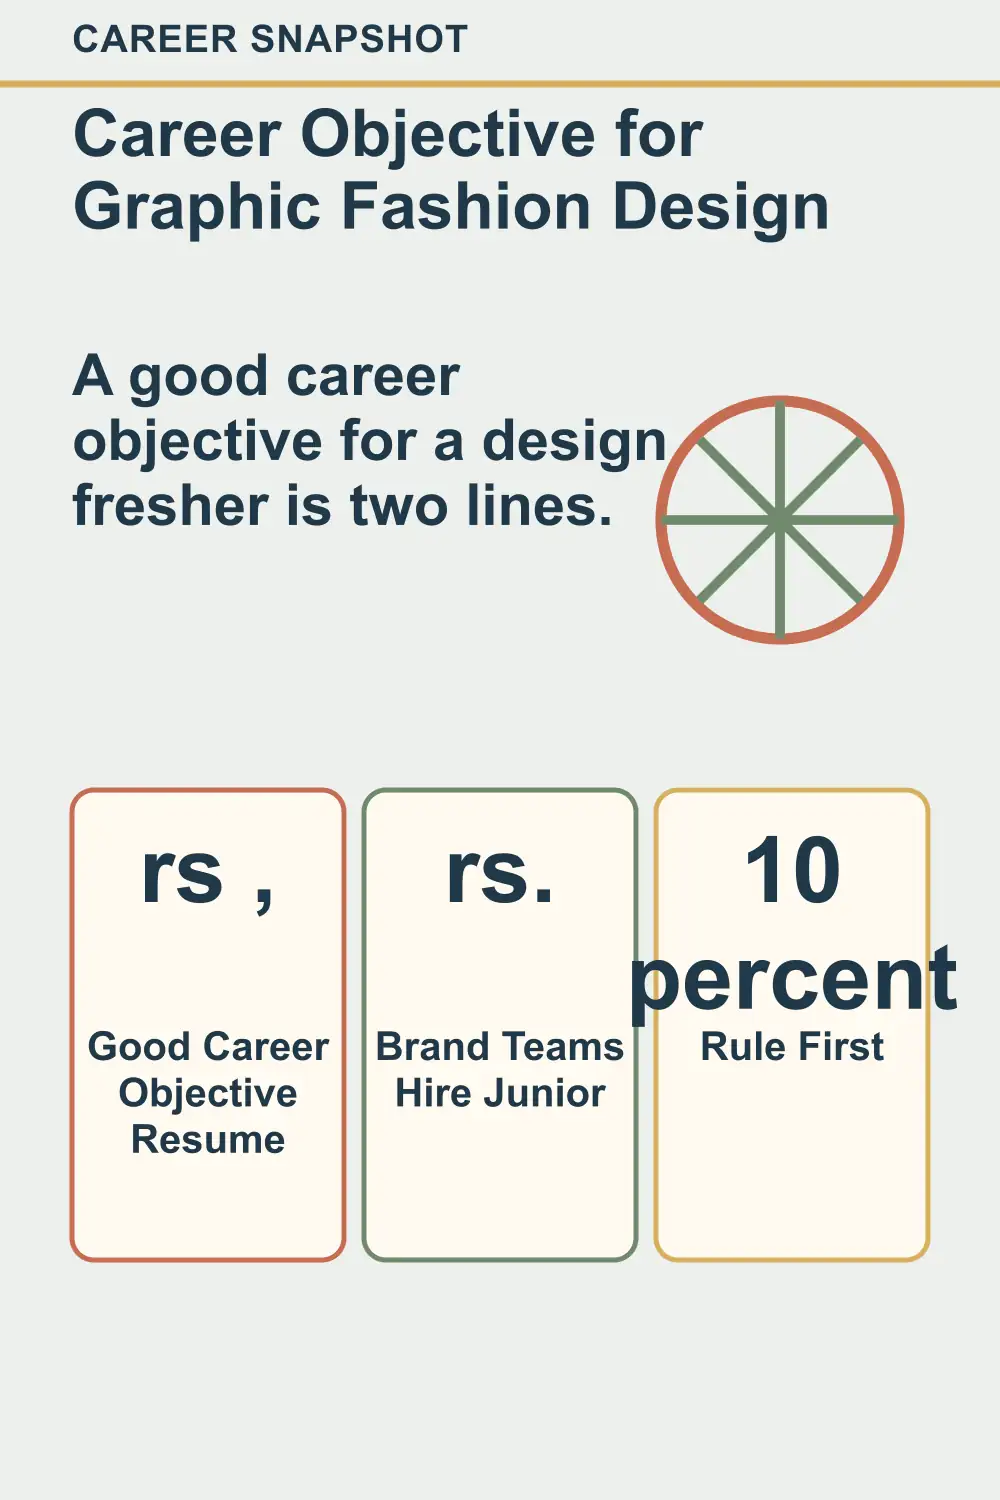 CAREER SNAPSHOT
Career Objective for
Graphic Fashion Design
A good career
objective for a design
fresher is two lines.
rs ,
Good Career
Objective
Resume
rs.
Brand Teams
Hire Junior
10
percent
Rule First